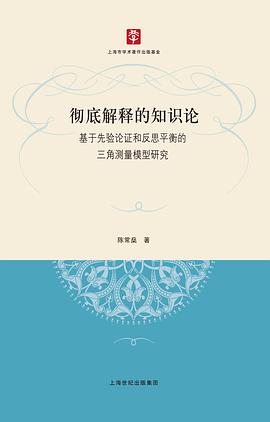 上海市学术著作出版基金
彻底解释的知识论
基于先验论证和反思平衡的
三角测量模型研究
陈常燊 著
上海世纪出版集团